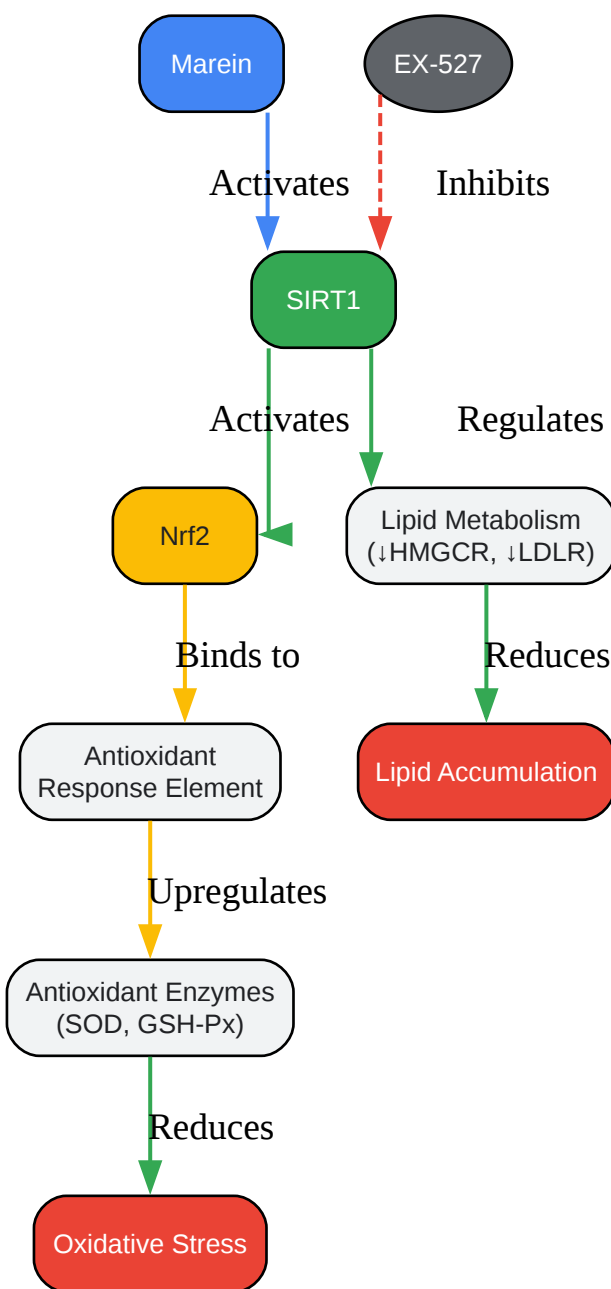 Marein
EX-527
Activates
Inhibits
SIRT1
Activates
Regulates
Nrf2
Lipid Metabolism
(↓HMGCR, ↓LDLR)
Binds to
Reduces
Antioxidant
Response Element
Lipid Accumulation
Upregulates
Antioxidant Enzymes
(SOD, GSH-Px)
Reduces
Oxidative Stress